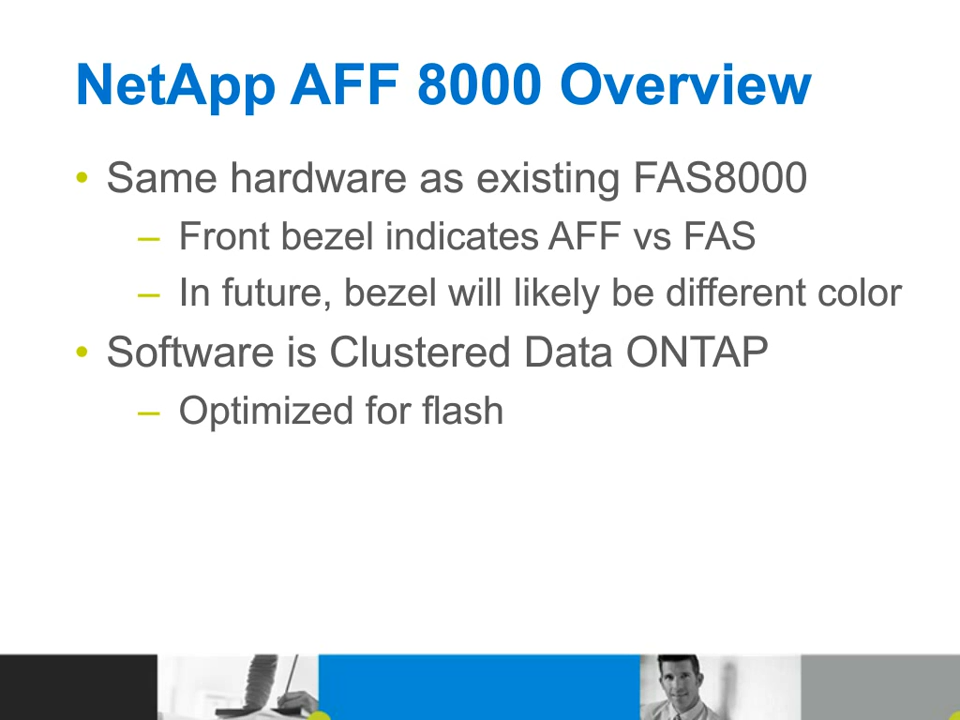 NetApp AFF 8000 Overview
• Same hardware as existing FAS8000
– Front bezel indicates AFF vs FAS
– In future, bezel will likely be different color
• Software is Clustered Data ONTAP
– Optimized for flash